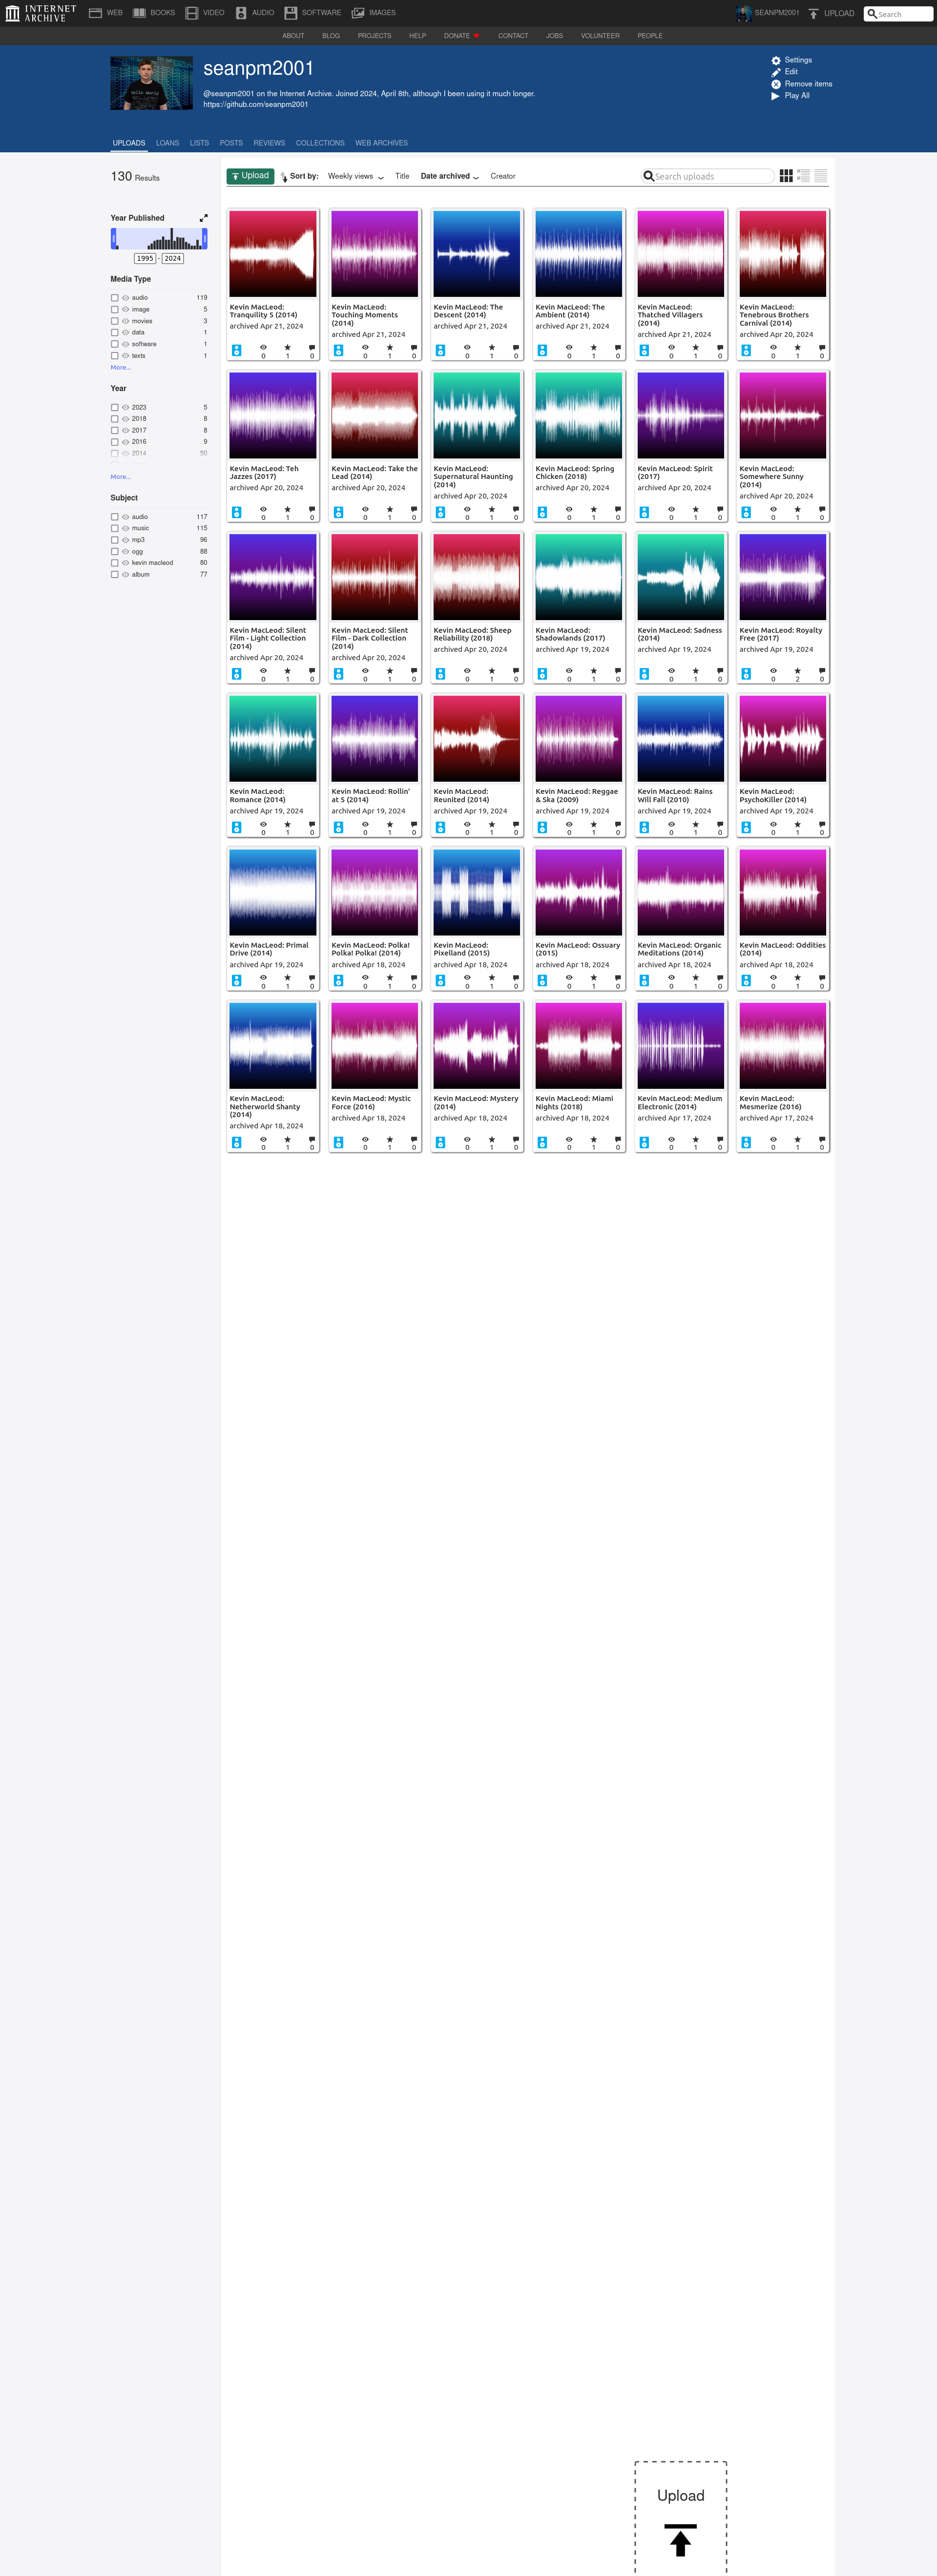 INTERNET ARCHIVE
WEB BOOKS VIDEO AUDIO SOFTWARE IMAGES SEANPM2001 UPLOAD Search
ABOUT BLOG PROJECTS HELP DONATE CONTACT JOBS VOLUNTEER PEOPLE
seanpm2001
@seanpm2001 on the Internet Archive. Joined 2024, April 8th, although I been using it much longer.
https://github.com/seanpm2001
Settings
Edit
Remove items
Play All
UPLOADS LOANS LISTS POSTS REVIEWS COLLECTIONS WEB ARCHIVES
130 Results
Upload Sort by: Weekly views Title Date archived Creator Search uploads
Year Published
1995 - 2024
Media Type
audio 119
image 5
movies 3
data 1
software 1
texts 1
More...
Year
2023 5
2018 8
2017 8
2016 9
2014 50
More...
Subject
audio 117
music 115
mp3 96
ogg 88
kevin macleod 80
album 77
Kevin MacLeod: Tranquility 5 (2014)
archived Apr 21, 2024
0 1 0
Kevin MacLeod: Touching Moments (2014)
archived Apr 21, 2024
0 1 0
Kevin MacLeod: The Descent (2014)
archived Apr 21, 2024
0 1 0
Kevin MacLeod: The Ambient (2014)
archived Apr 21, 2024
0 1 0
Kevin MacLeod: Thatched Villagers (2014)
archived Apr 21, 2024
0 1 0
Kevin MacLeod: Tenebrous Brothers Carnival (2014)
archived Apr 20, 2024
0 1 0
Kevin MacLeod: Teh Jazzes (2017)
archived Apr 20, 2024
0 1 0
Kevin MacLeod: Take the Lead (2014)
archived Apr 20, 2024
0 1 0
Kevin MacLeod: Supernatural Haunting (2014)
archived Apr 20, 2024
0 1 0
Kevin MacLeod: Spring Chicken (2018)
archived Apr 20, 2024
0 1 0
Kevin MacLeod: Spirit (2017)
archived Apr 20, 2024
0 1 0
Kevin MacLeod: Somewhere Sunny (2014)
archived Apr 20, 2024
0 1 0
Kevin MacLeod: Silent Film - Light Collection (2014)
archived Apr 20, 2024
0 1 0
Kevin MacLeod: Silent Film - Dark Collection (2014)
archived Apr 20, 2024
0 1 0
Kevin MacLeod: Sheep Reliability (2018)
archived Apr 20, 2024
0 1 0
Kevin MacLeod: Shadowlands (2017)
archived Apr 19, 2024
0 1 0
Kevin MacLeod: Sadness (2014)
archived Apr 19, 2024
0 1 0
Kevin MacLeod: Royalty Free (2017)
archived Apr 19, 2024
0 2 0
Kevin MacLeod: Romance (2014)
archived Apr 19, 2024
0 1 0
Kevin MacLeod: Rollin' at 5 (2014)
archived Apr 19, 2024
0 1 0
Kevin MacLeod: Reunited (2014)
archived Apr 19, 2024
0 1 0
Kevin MacLeod: Reggae & Ska (2009)
archived Apr 19, 2024
0 1 0
Kevin MacLeod: Rains Will Fall (2010)
archived Apr 19, 2024
0 1 0
Kevin MacLeod: PsychoKiller (2014)
archived Apr 19, 2024
0 1 0
Kevin MacLeod: Primal Drive (2014)
archived Apr 19, 2024
0 1 0
Kevin MacLeod: Polka! Polka! Polka! (2014)
archived Apr 18, 2024
0 1 0
Kevin MacLeod: Pixelland (2015)
archived Apr 18, 2024
0 1 0
Kevin MacLeod: Ossuary (2015)
archived Apr 18, 2024
0 1 0
Kevin MacLeod: Organic Meditations (2014)
archived Apr 18, 2024
0 1 0
Kevin MacLeod: Oddities (2014)
archived Apr 18, 2024
0 1 0
Kevin MacLeod: Netherworld Shanty (2014)
archived Apr 18, 2024
0 1 0
Kevin MacLeod: Mystic Force (2016)
archived Apr 18, 2024
0 1 0
Kevin MacLeod: Mystery (2014)
archived Apr 18, 2024
0 1 0
Kevin MacLeod: Miami Nights (2018)
archived Apr 18, 2024
0 1 0
Kevin MacLeod: Medium Electronic (2014)
archived Apr 17, 2024
0 1 0
Kevin MacLeod: Mesmerize (2016)
archived Apr 17, 2024
0 1 0
Upload